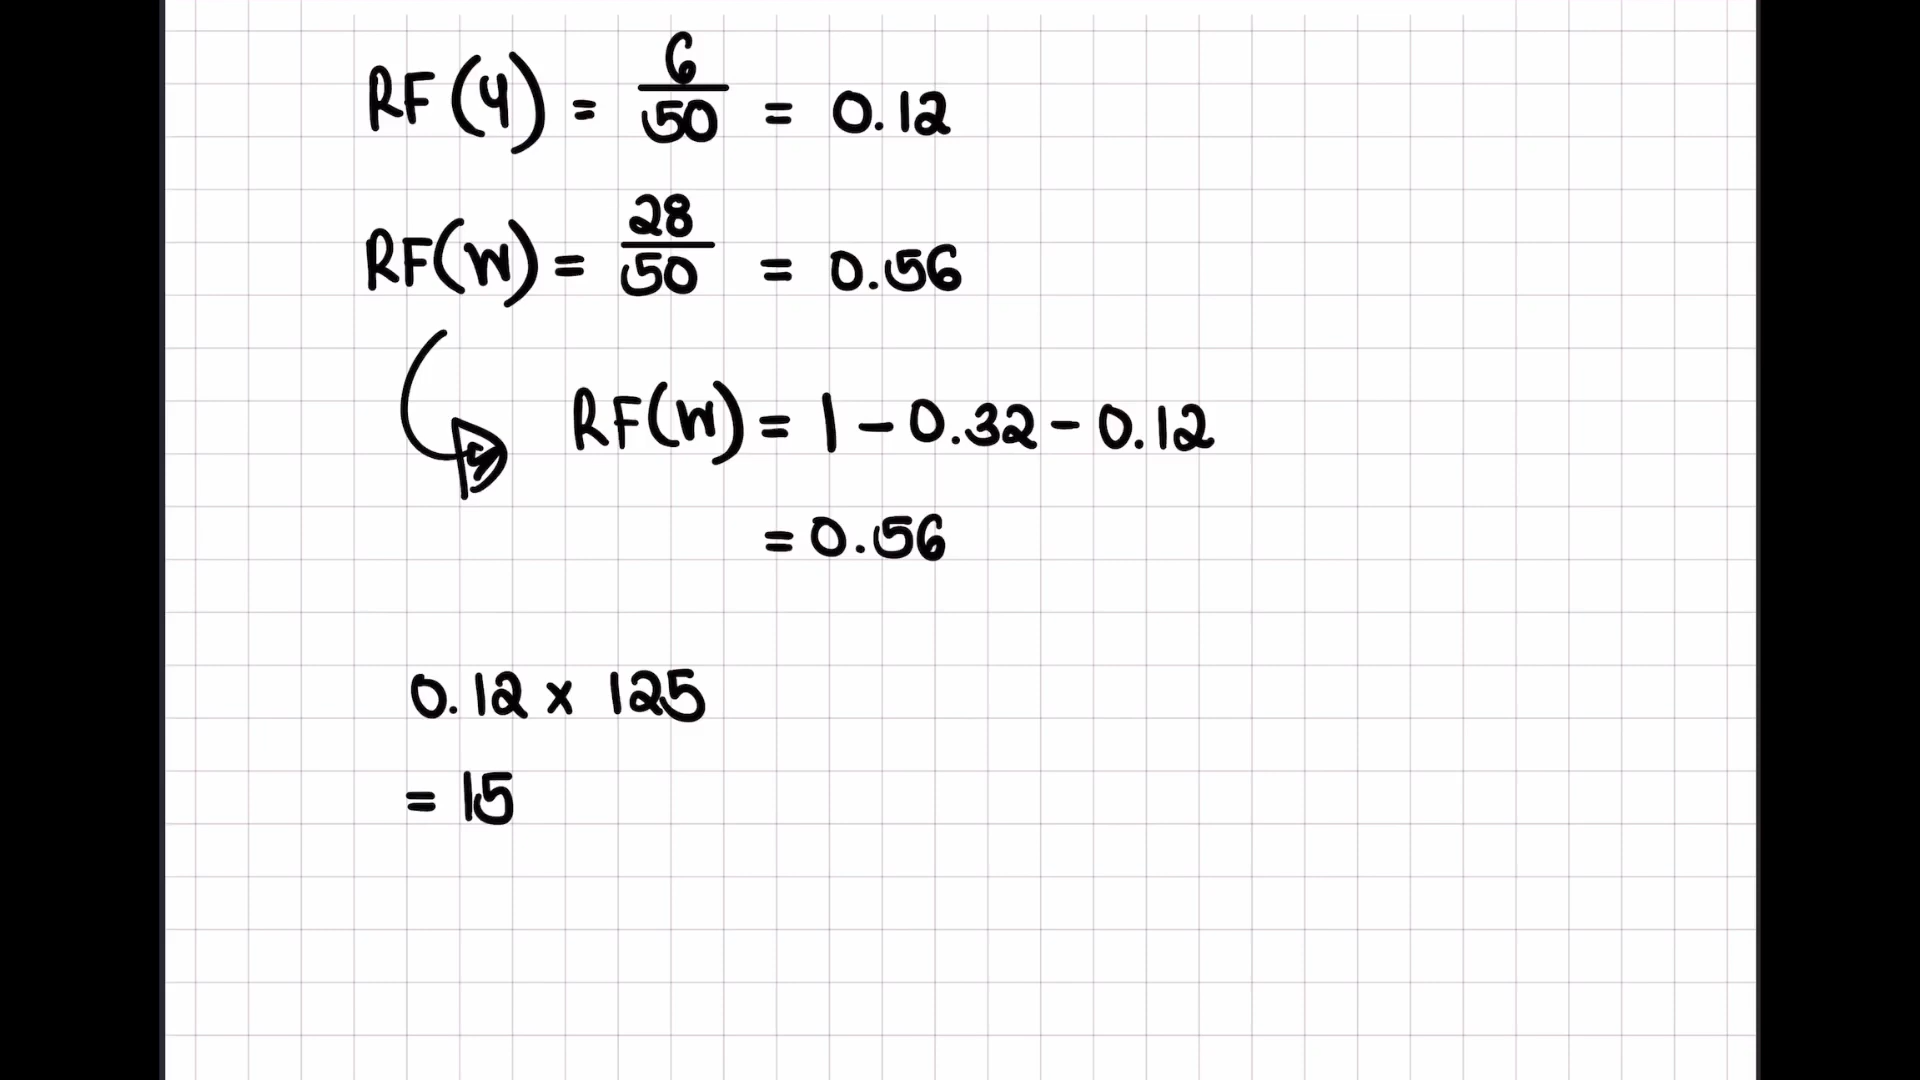 RF(Y) = 6/50 = 0.12
RF(W) = 28/50 = 0.56
RF(W) = 1 - 0.32 - 0.12
= 0.56
0.12 x 125
= 15